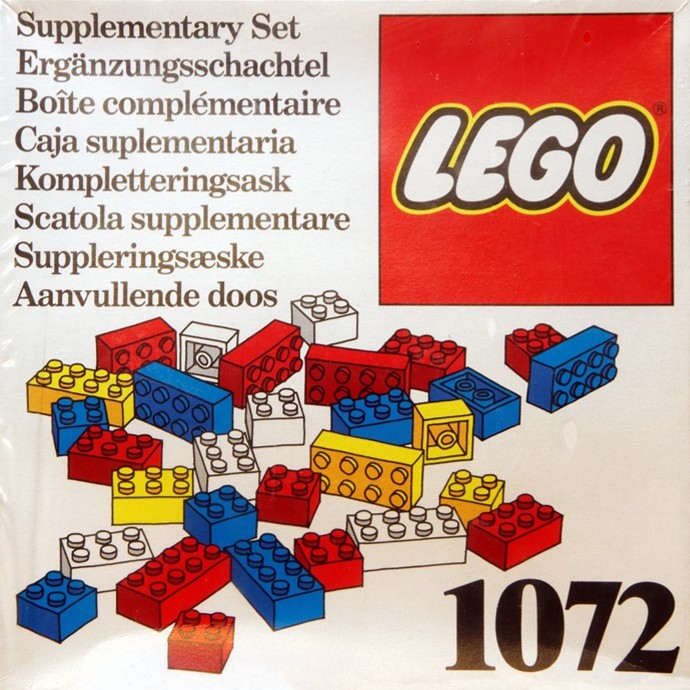 Supplementary Set
Ergänzungsschachtel
Boîte complémentaire
Caja suplementaria
Kompletteringsask
Scatola supplementare
Suppleringsæske
Aanvullende doos
LEGO®
1072